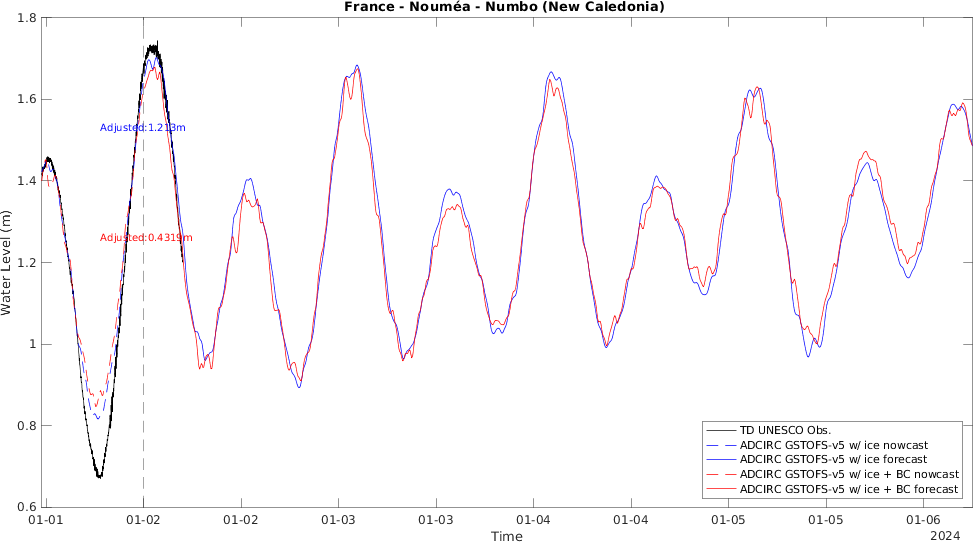 France - Nouméa - Numbo (New Caledonia)
1.8
1.6
1.4
1.2
1
0.8
0.6
Water Level (m)
Adjusted:1.213m
Adjusted:0.4319m
TD UNESCO Obs.
ADCIRC GSTOFS-v5 w/ ice nowcast
ADCIRC GSTOFS-v5 w/ ice forecast
ADCIRC GSTOFS-v5 w/ ice + BC nowcast
ADCIRC GSTOFS-v5 w/ ice + BC forecast
01-01 01-02 01-02 01-03 01-03 01-04 01-04 01-05 01-05 01-06
Time
2024